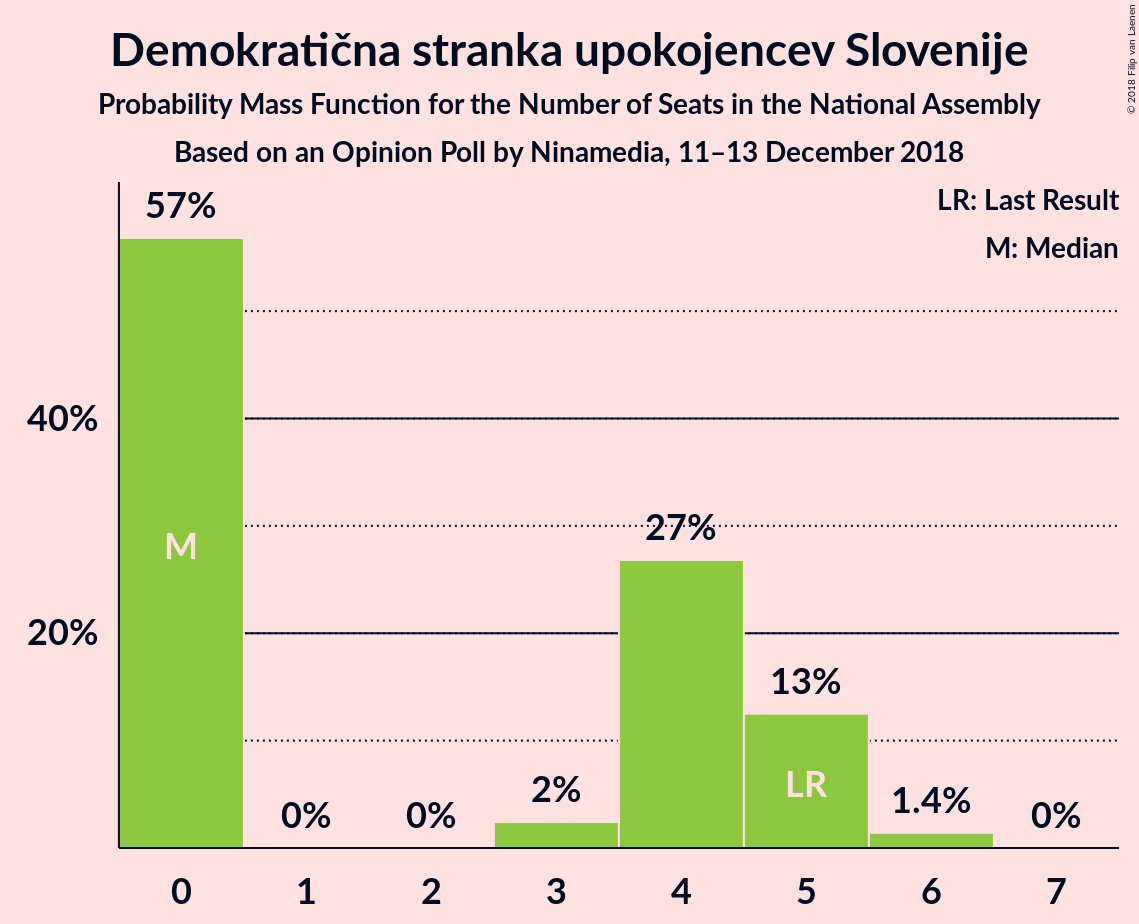 Demokratična stranka upokojencev Slovenije
Probability Mass Function for the Number of Seats in the National Assembly
Based on an Opinion Poll by Ninamedia, 11–13 December 2018
© 2018 Filip van Laenen
LR: Last Result
M: Median
57%
40%
27%
M
20%
13%
LR
2%
1.4%
0%
0%
0%
0 1 2 3 4 5 6 7